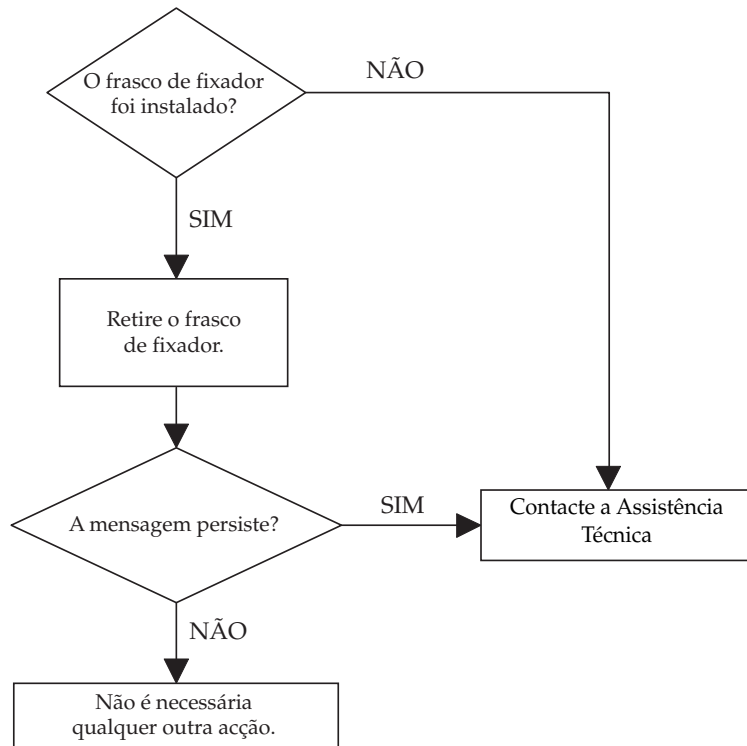 O frasco de fixador
foi instalado?
NÃO
SIM
Retire o frasco
de fixador.
A mensagem persiste?
SIM
Contacte a Assistência
Técnica
NÃO
Não é necessária
qualquer outra acção.